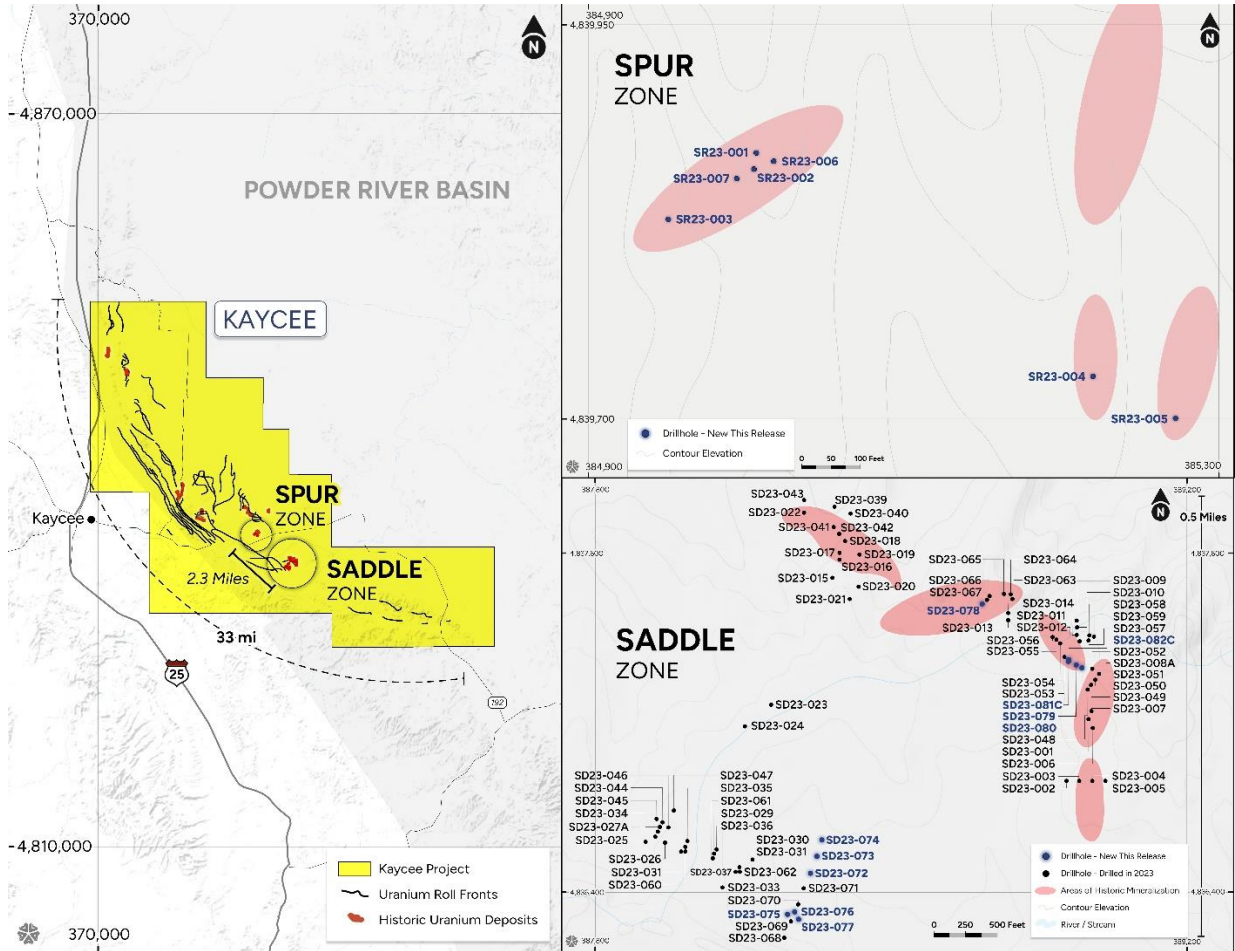 370,000
4,870,000
POWDER RIVER BASIN
KAYCEE
SPUR
ZONE
Kaycee
SADDLE
ZONE
2.3 Miles
33 mi
25
192
4,810,000
370,000
Kaycee Project
Uranium Roll Fronts
Historic Uranium Deposits
N
384,900
4,839,950
N
SPUR
ZONE
SR23-001
SR23-006
SR23-007
SR23-002
SR23-003
SR23-004
SR23-005
4,839,700
384,900
385,300
Drillhole - New This Release
Contour Elevation
0 50 100 Feet
387,600
389,200
N
0.5 Miles
SADDLE
ZONE
SD23-043
SD23-039
SD23-022
SD23-040
SD23-041
SD23-042
SD23-018
SD23-017
SD23-019
SD23-016
SD23-015
SD23-020
SD23-021
SD23-065
SD23-064
SD23-066
SD23-063
SD23-067
SD23-078
SD23-013
SD23-014
SD23-011
SD23-012
SD23-056
SD23-055
SD23-009
SD23-010
SD23-058
SD23-059
SD23-057
SD23-082C
SD23-052
SD23-008A
SD23-051
SD23-050
SD23-049
SD23-007
SD23-054
SD23-053
SD23-081C
SD23-079
SD23-080
SD23-048
SD23-001
SD23-006
SD23-003
SD23-002
SD23-004
SD23-005
SD23-023
SD23-024
SD23-046
SD23-044
SD23-045
SD23-034
SD23-027A
SD23-025
SD23-026
SD23-031
SD23-060
SD23-047
SD23-035
SD23-061
SD23-029
SD23-036
SD23-030
SD23-031
SD23-037
SD23-062
SD23-033
SD23-074
SD23-073
SD23-072
SD23-071
SD23-070
SD23-075
SD23-076
SD23-077
SD23-069
SD23-068
387,600
389,200
Drillhole - New This Release
Drillhole - Drilled in 2023
Areas of Historic Mineralization
Contour Elevation
River / Stream
0 250 500 Feet